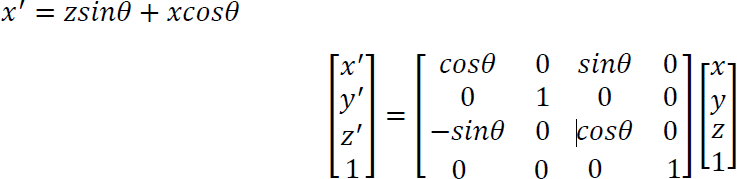 x′ = zsinθ + xcosθ
[x′] = [cosθ 0 sinθ 0] [x]
[y′] = [0 1 0 0] [y]
[z′] = [−sinθ 0 cosθ 0] [z]
[1] = [0 0 0 1] [1]